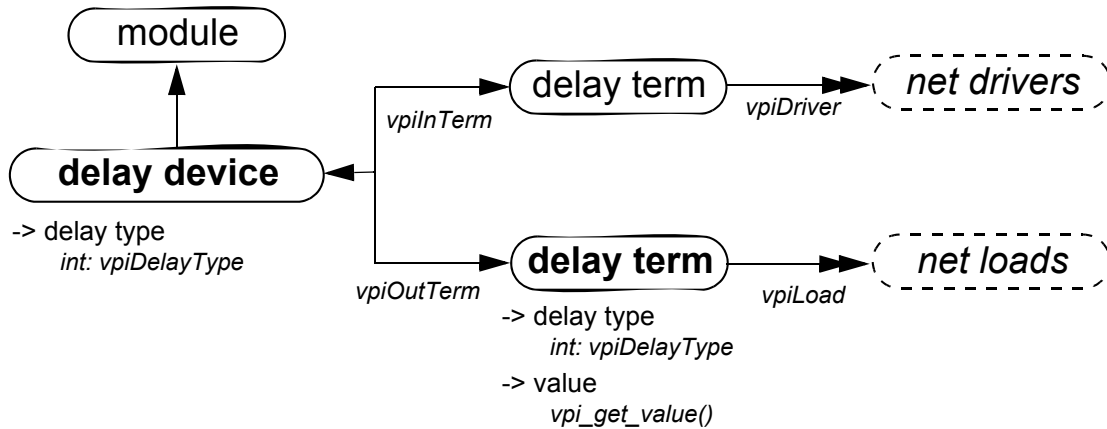 module
delay term
net drivers
vpiInTerm
vpiDriver
delay device
-> delay type
int: vpiDelayType
delay term
net loads
vpiOutTerm
vpiLoad
-> delay type
int: vpiDelayType
-> value
vpi_get_value()